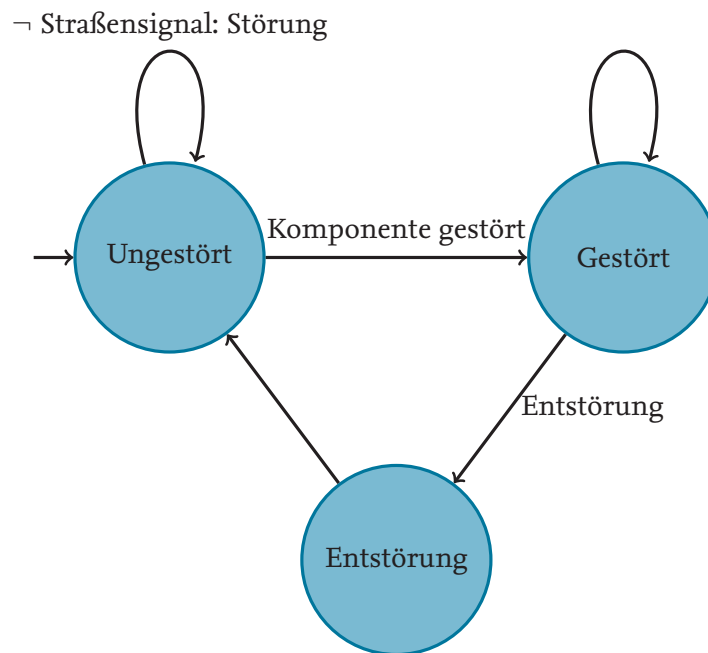 ¬ Straßensignal: Störung
Komponente gestört
Ungestört
Gestört
Entstörung
Entstörung